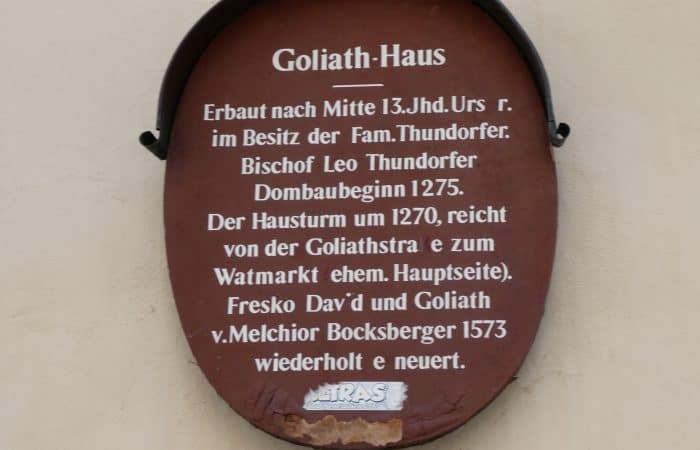 Goliath-Haus
Erbaut nach Mitte 13.Jhd.Urs r.
im Besitz der Fam.Thundorfer.
Bischof Leo Thundorfer
Dombaubeginn 1275.
Der Hausturm um 1270, reicht
von der Goliathstra e zum
Watmarkt ehem. Hauptseite).
Fresko Dav d und Goliath
v.Melchior Bocksberger 1573
wiederholt e neuert.